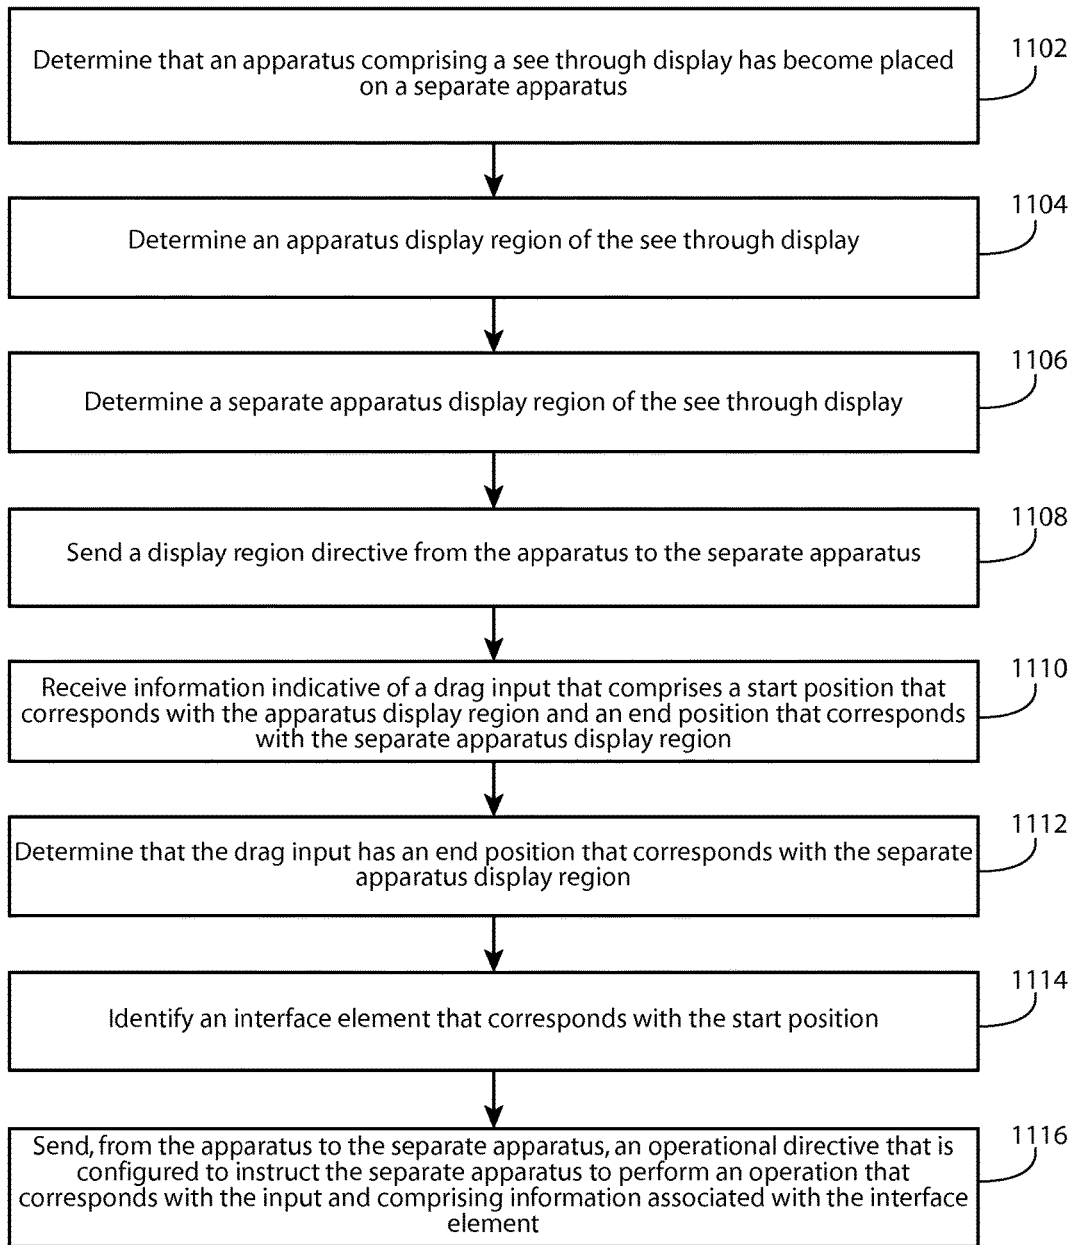 1102
Determine that an apparatus comprising a see through display has become placed
on a separate apparatus
1104
Determine an apparatus display region of the see through display
1106
Determine a separate apparatus display region of the see through display
1108
Send a display region directive from the apparatus to the separate apparatus
1110
Receive information indicative of a drag input that comprises a start position that
corresponds with the apparatus display region and an end position that corresponds
with the separate apparatus display region
1112
Determine that the drag input has an end position that corresponds with the separate
apparatus display region
1114
Identify an interface element that corresponds with the start position
1116
Send, from the apparatus to the separate apparatus, an operational directive that is
configured to instruct the separate apparatus to perform an operation that
corresponds with the input and comprising information associated with the interface
element